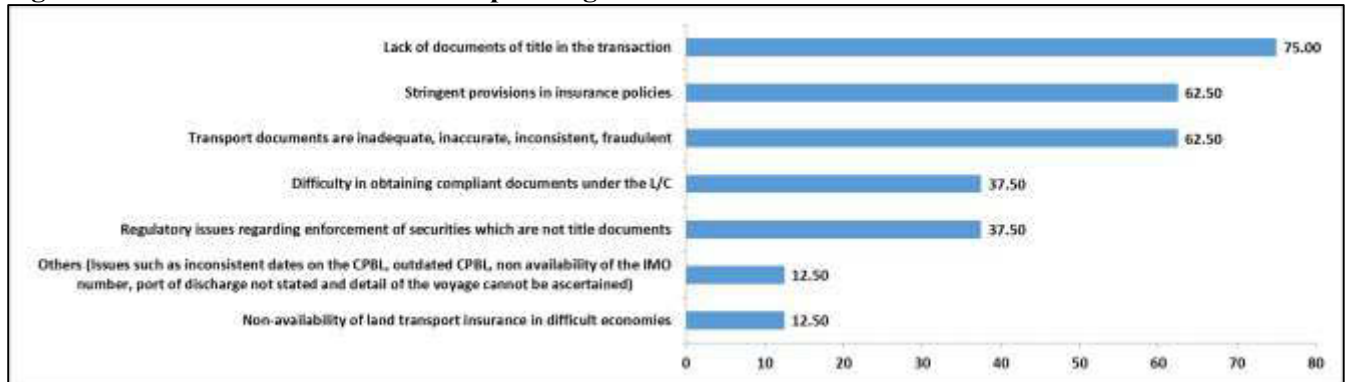 Lack of documents of title in the transaction 75.00
Stringent provisions in insurance policies 62.50
Transport documents are inadequate, inaccurate, inconsistent, fraudulent 62.50
Difficulty in obtaining compliant documents under the L/C 37.50
Regulatory issues regarding enforcement of securities which are not title documents 37.50
Others (Issues such as inconsistent dates on the CPBL, outdated CPBL, non availability of the IMO
number, port of discharge not stated and detail of the voyage cannot be ascertained) 12.50
Non-availability of land transport insurance in difficult economies 12.50
0 10 20 30 40 50 60 70 80